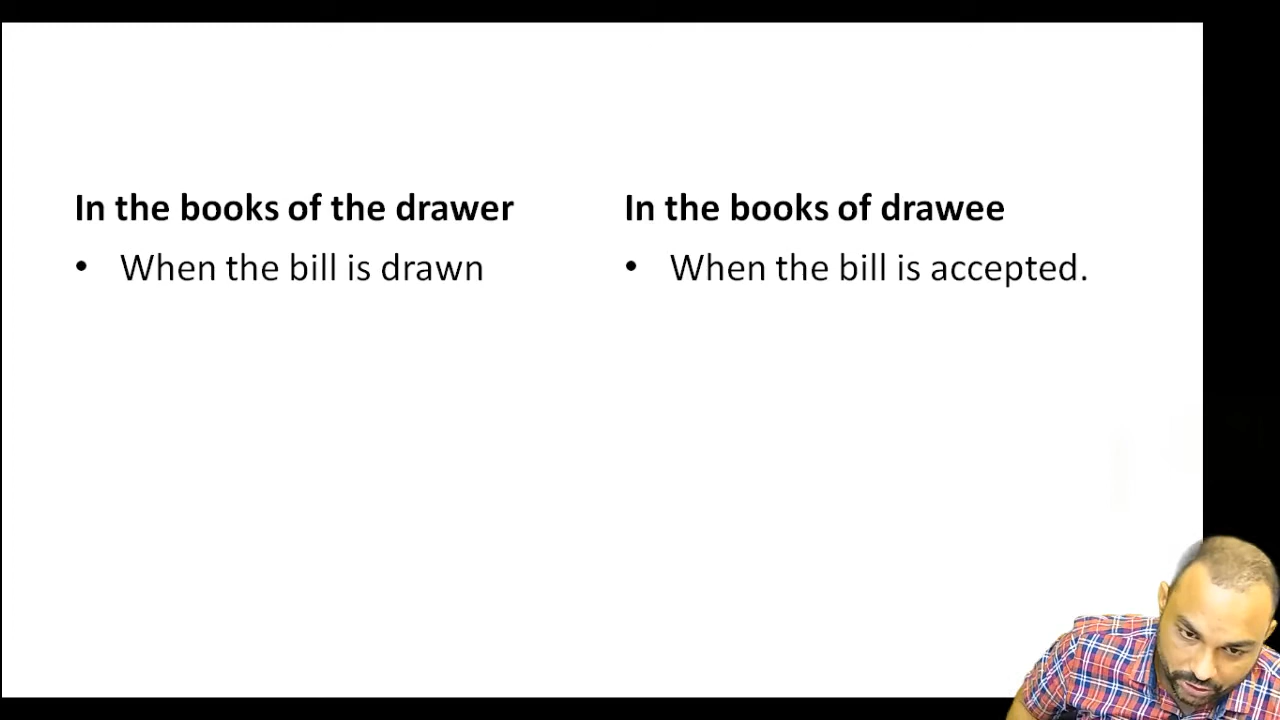 In the books of the drawer
• When the bill is drawn
In the books of drawee
• When the bill is accepted.